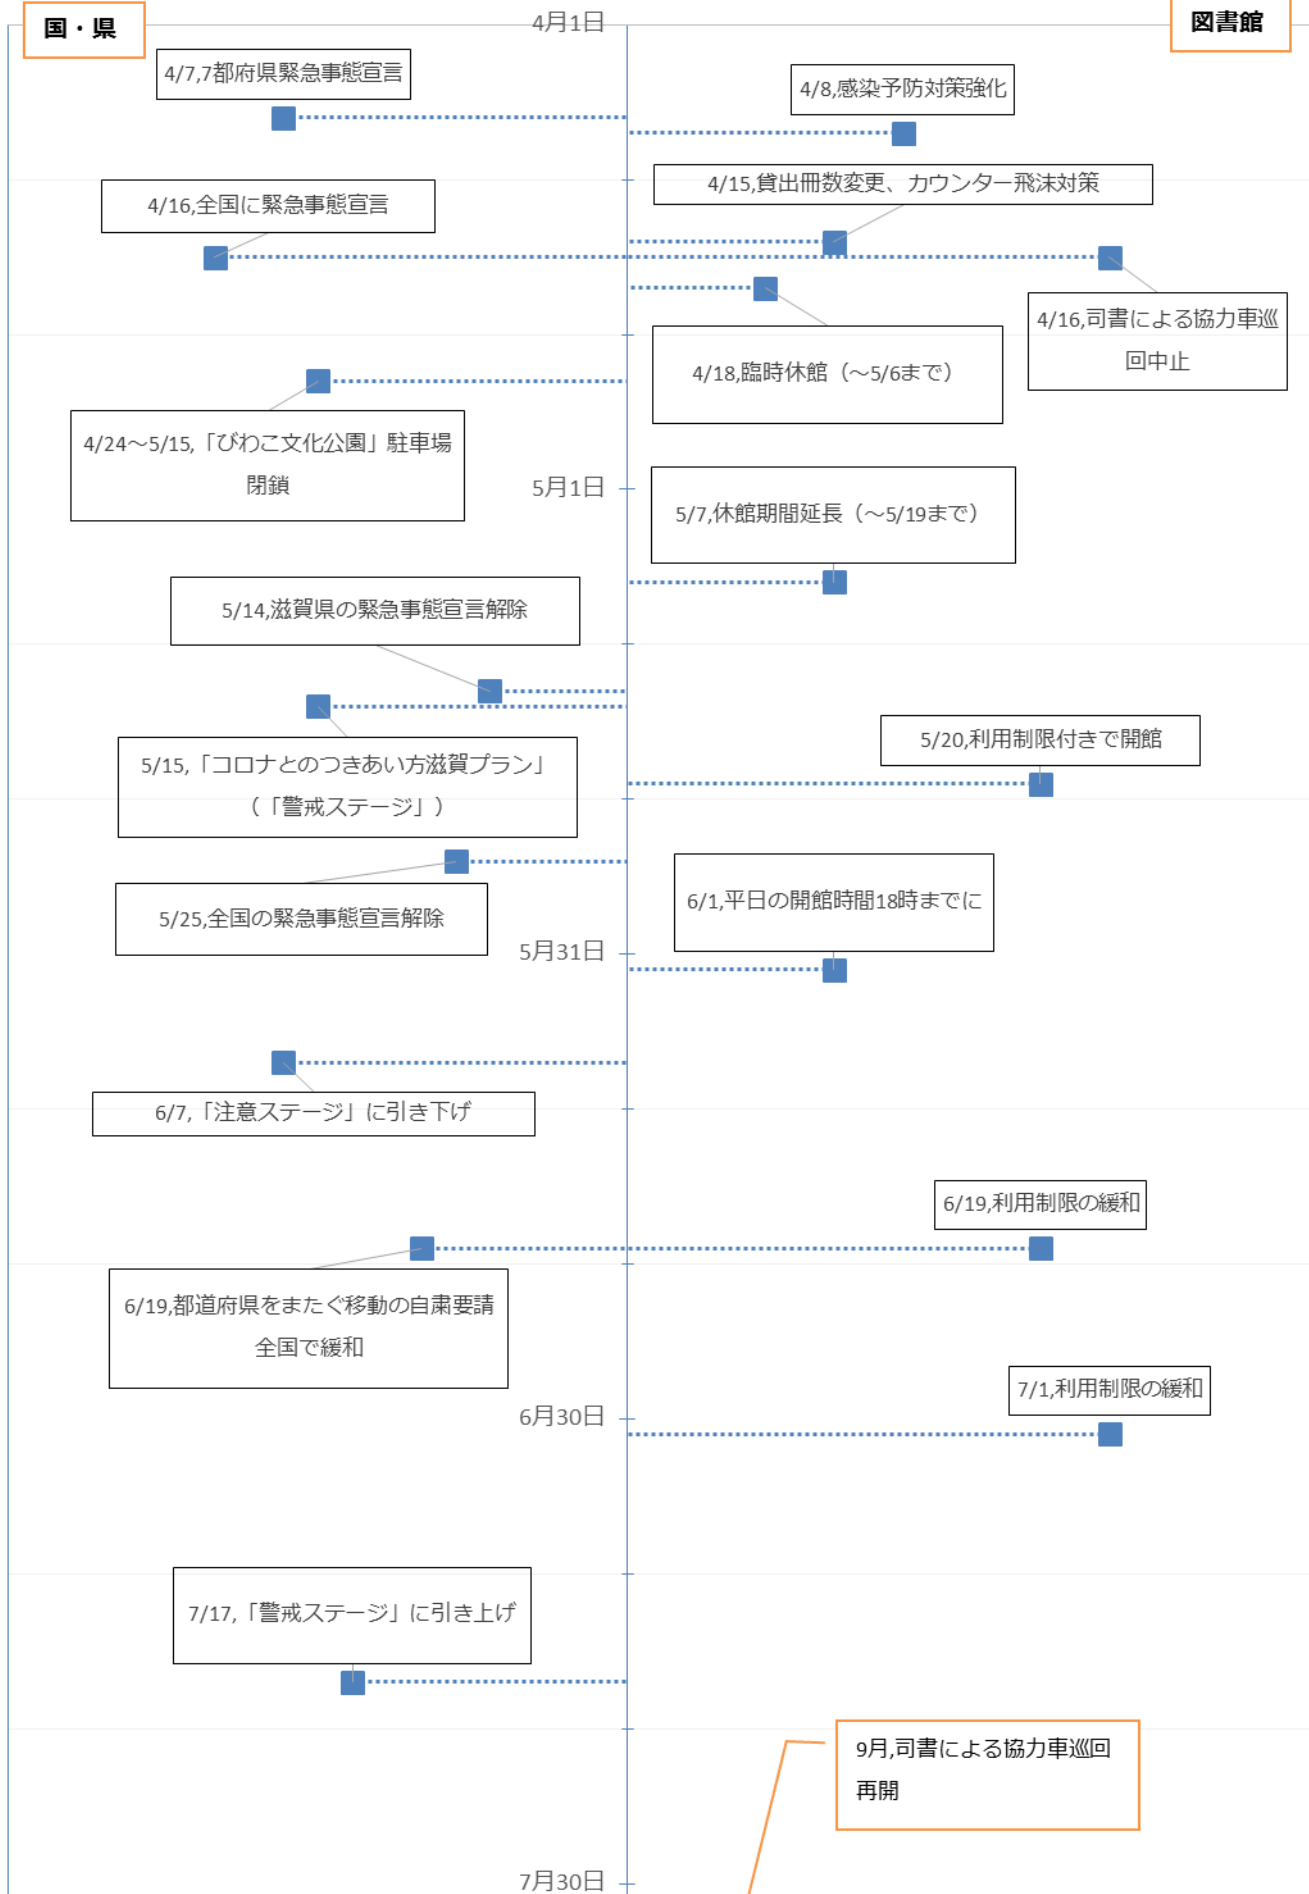 国・県
図書館
4月1日
4/7,7都府県緊急事態宣言
4/8,感染予防対策強化
4/15,貸出冊数変更、カウンター飛沫対策
4/16,全国に緊急事態宣言
4/16,司書による協力車巡
回中止
4/18,臨時休館（～5/6まで）
4/24～5/15,「びわこ文化公園」駐車場
閉鎖
5月1日
5/7,休館期間延長（～5/19まで）
5/14,滋賀県の緊急事態宣言解除
5/15,「コロナとのつきあい方滋賀プラン」
（「警戒ステージ」）
5/20,利用制限付きで開館
5/25,全国の緊急事態宣言解除
6/1,平日の開館時間18時までに
5月31日
6/7,「注意ステージ」に引き下げ
6/19,利用制限の緩和
6/19,都道府県をまたぐ移動の自粛要請
全国で緩和
7/1,利用制限の緩和
6月30日
7/17,「警戒ステージ」に引き上げ
9月,司書による協力車巡回
再開
7月30日